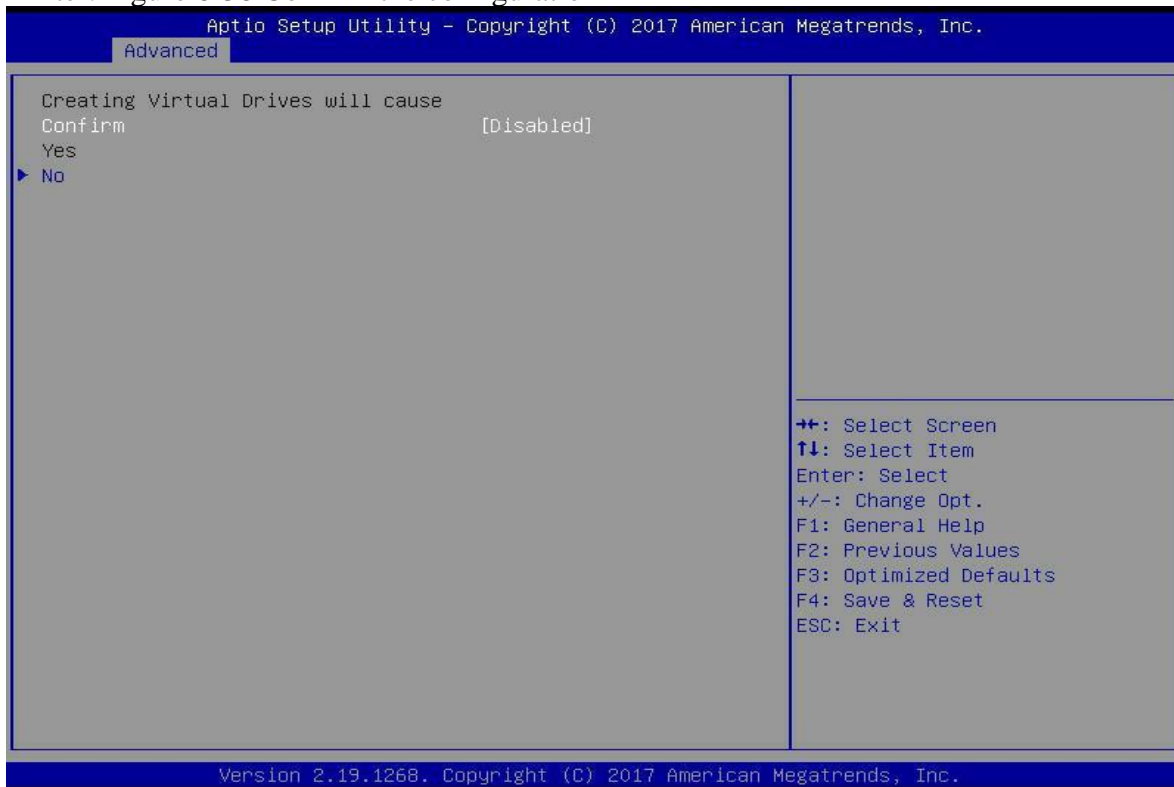 Aptio Setup Utility – Copyright (C) 2017 American Megatrends, Inc.
Advanced
Creating Virtual Drives will cause
Confirm [Disabled]
Yes
▶ No
→←: Select Screen
↑↓: Select Item
Enter: Select
+/-: Change Opt.
F1: General Help
F2: Previous Values
F3: Optimized Defaults
F4: Save & Reset
ESC: Exit
Version 2.19.1268. Copyright (C) 2017 American Megatrends, Inc.